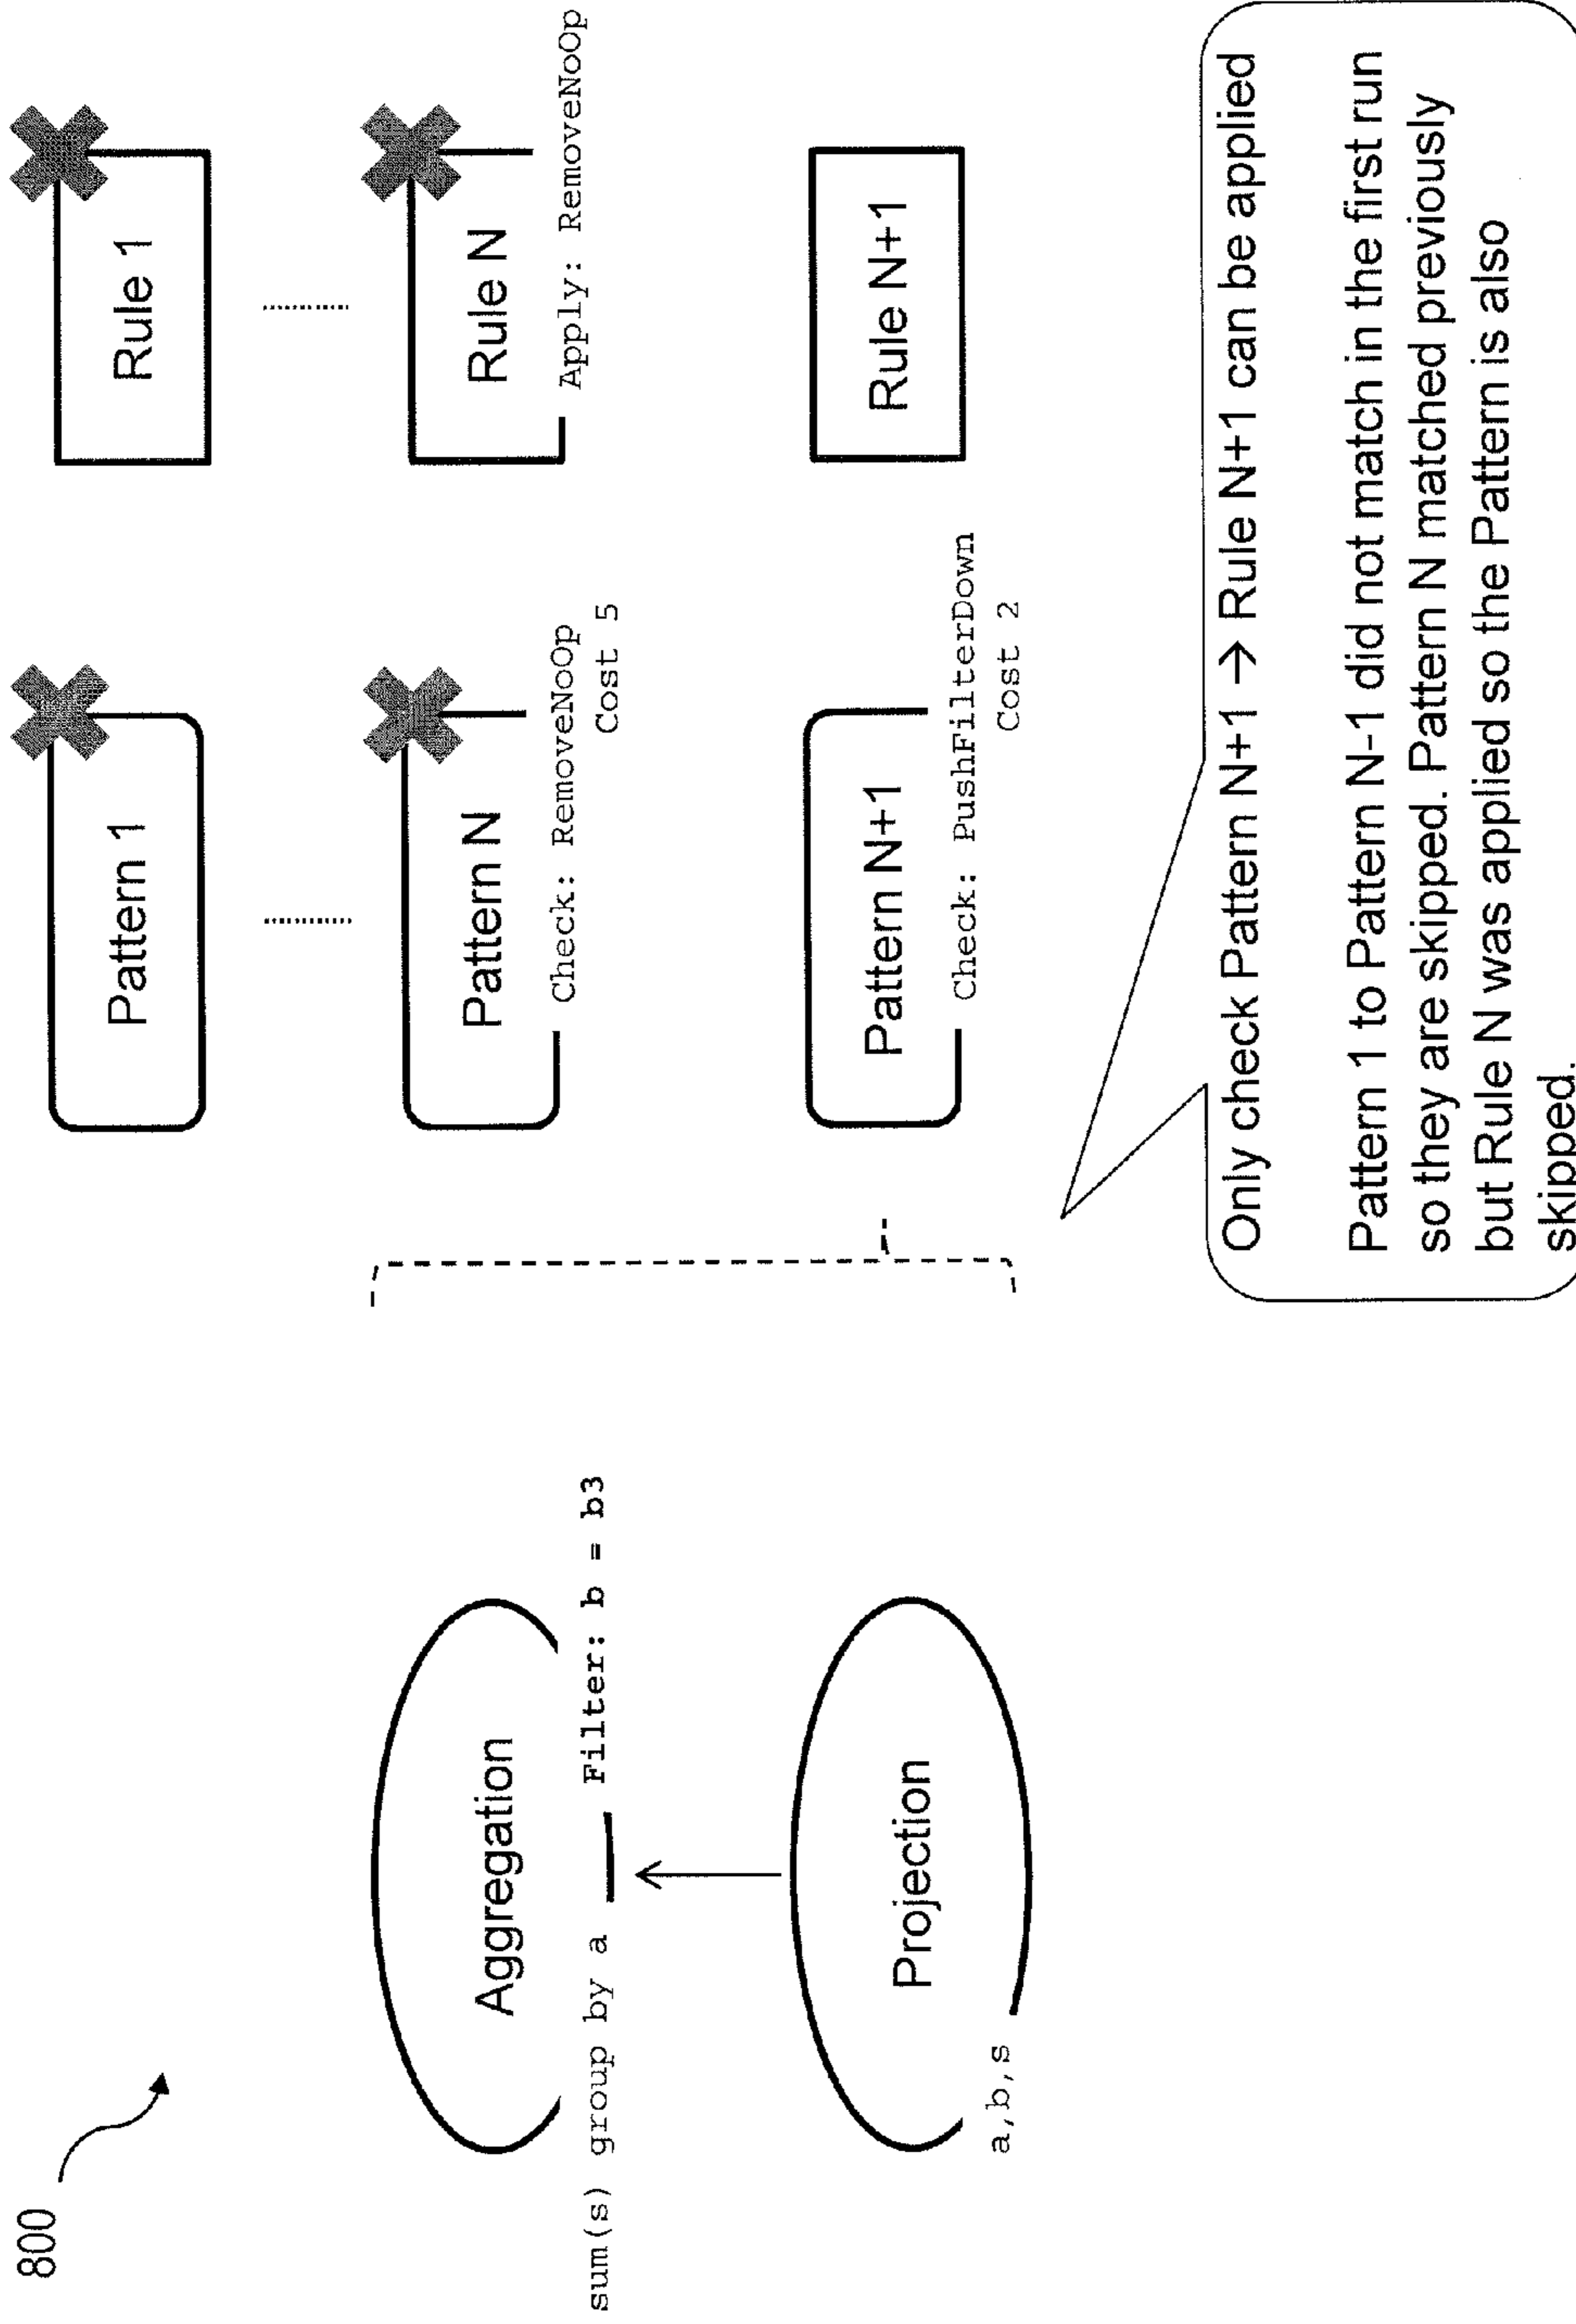 800
Aggregation
sum(s) group by a
Filter: b = b3
Projection
a,b,s
Pattern 1
Rule 1
Pattern N
Check: RemoveNoOp
Cost 5
Rule N
Apply: RemoveNoOp
Pattern N+1
Check: PushFilterDown
Cost 2
Rule N+1
Only check Pattern N+1 → Rule N+1 can be applied
Pattern 1 to Pattern N-1 did not match in the first run
so they are skipped. Pattern N matched previously
but Rule N was applied so the Pattern is also
skipped.